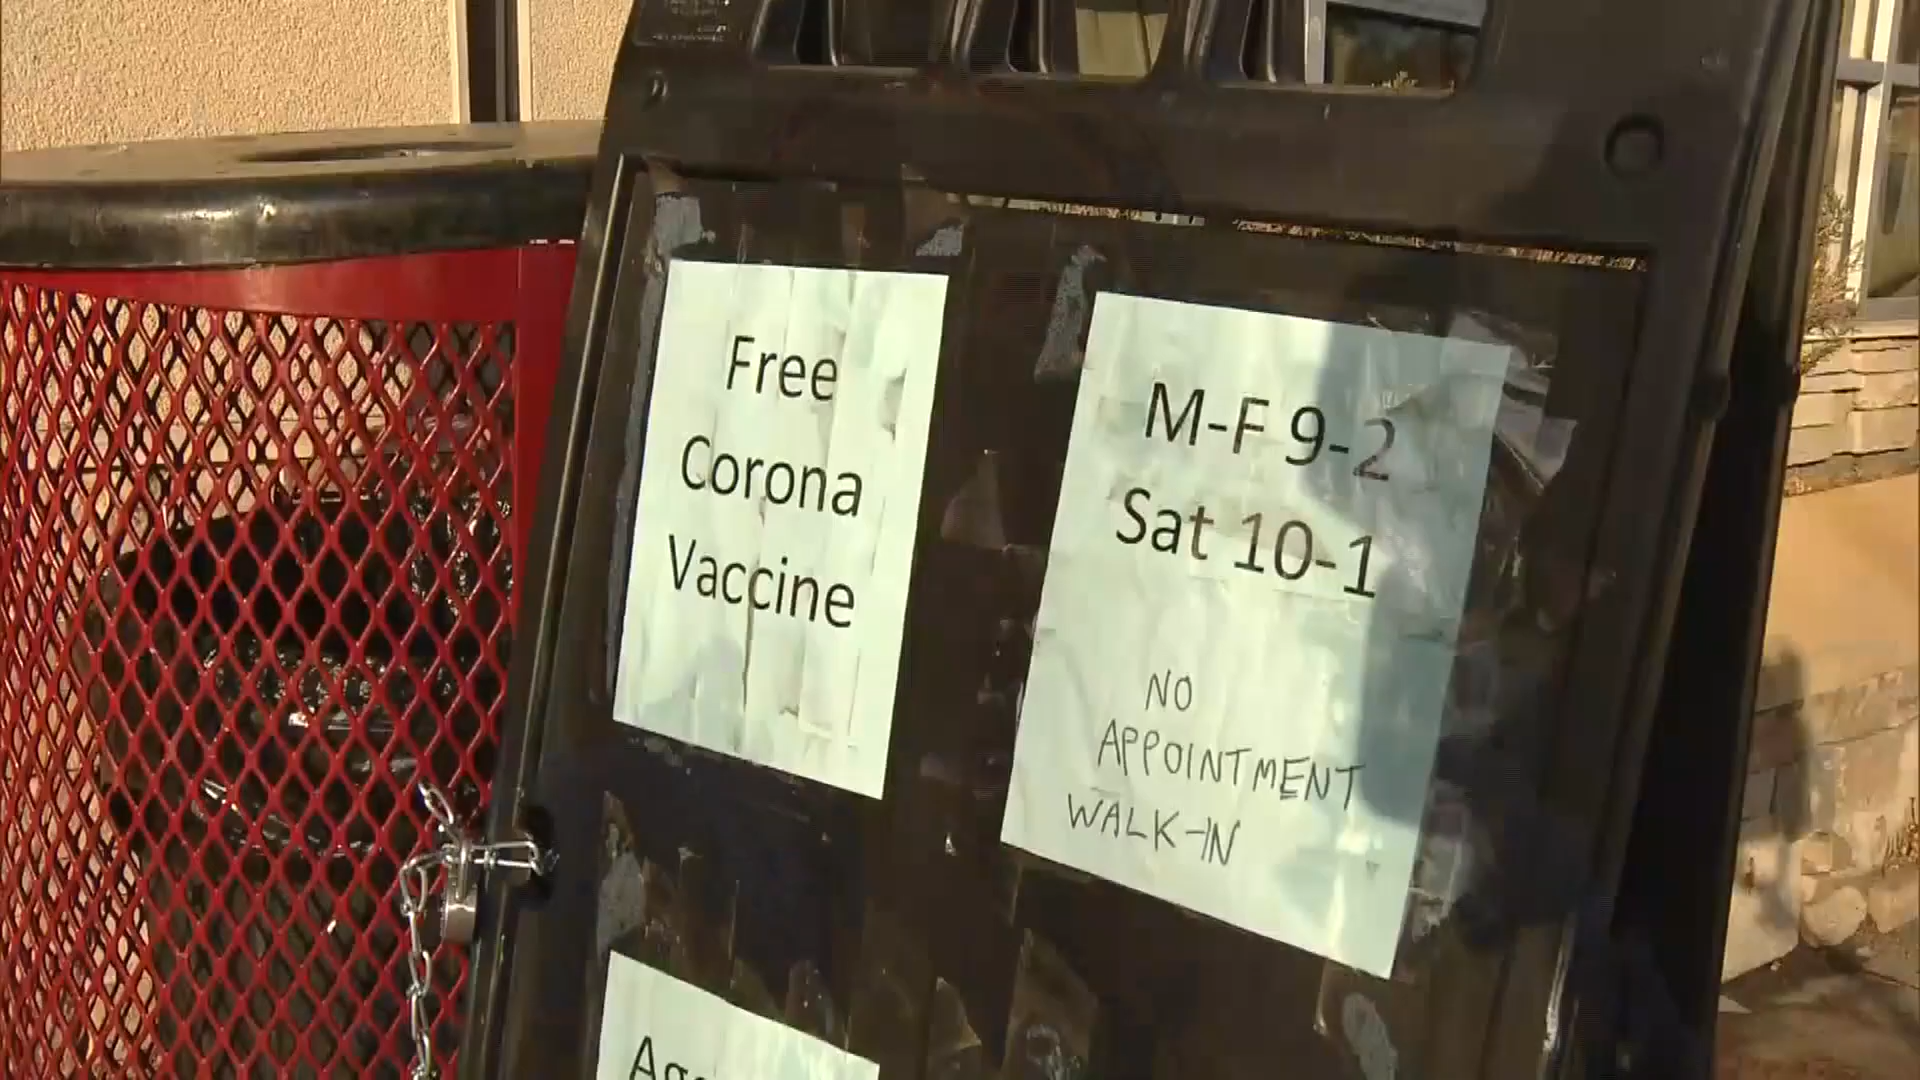 Free
Corona
Vaccine
M-F 9-2
Sat 10-1
NO
APPOINTMENT
WALK-IN